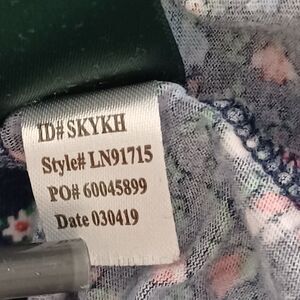 ID# SKYKH
Style# LN91715
PO# 60045899
Date 030419